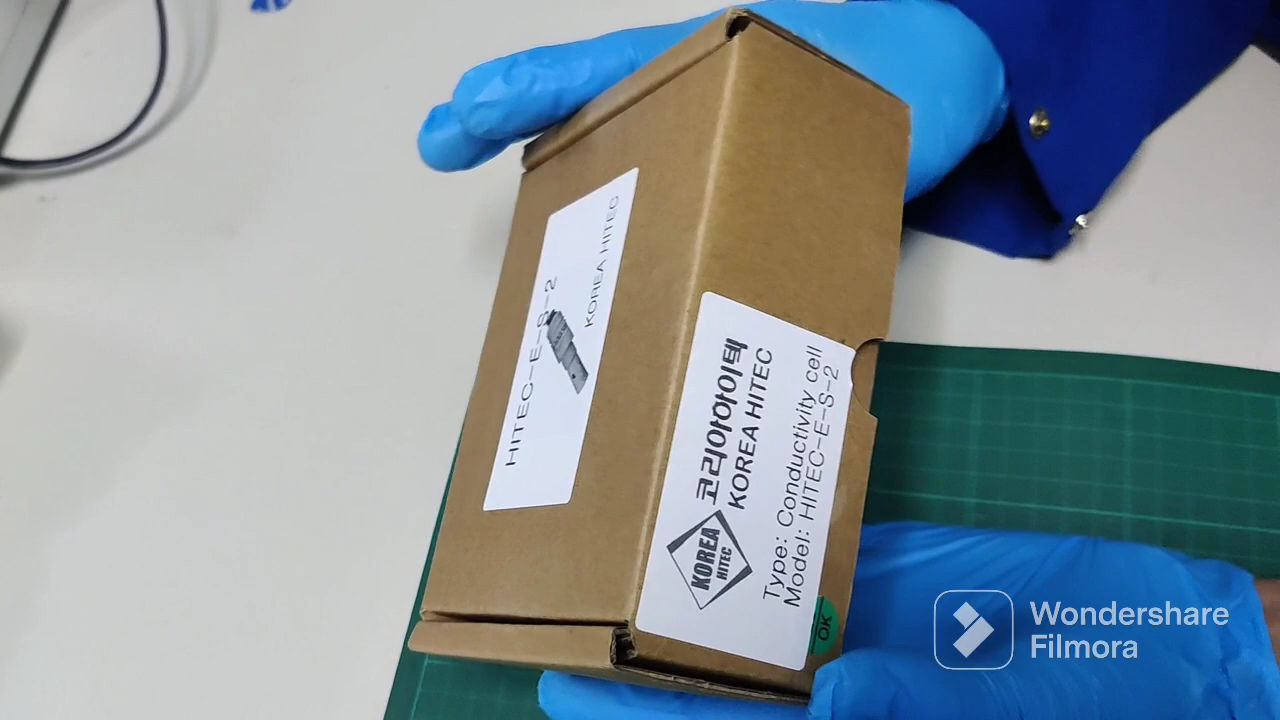 HITEC-E-S-2
KOREA HITEC
코리아하이텍
KOREA HITEC
KOREA
HITEC
Type: Conductivity cell
Model: HITEC-E-S-2
OK
Wondershare
Filmora